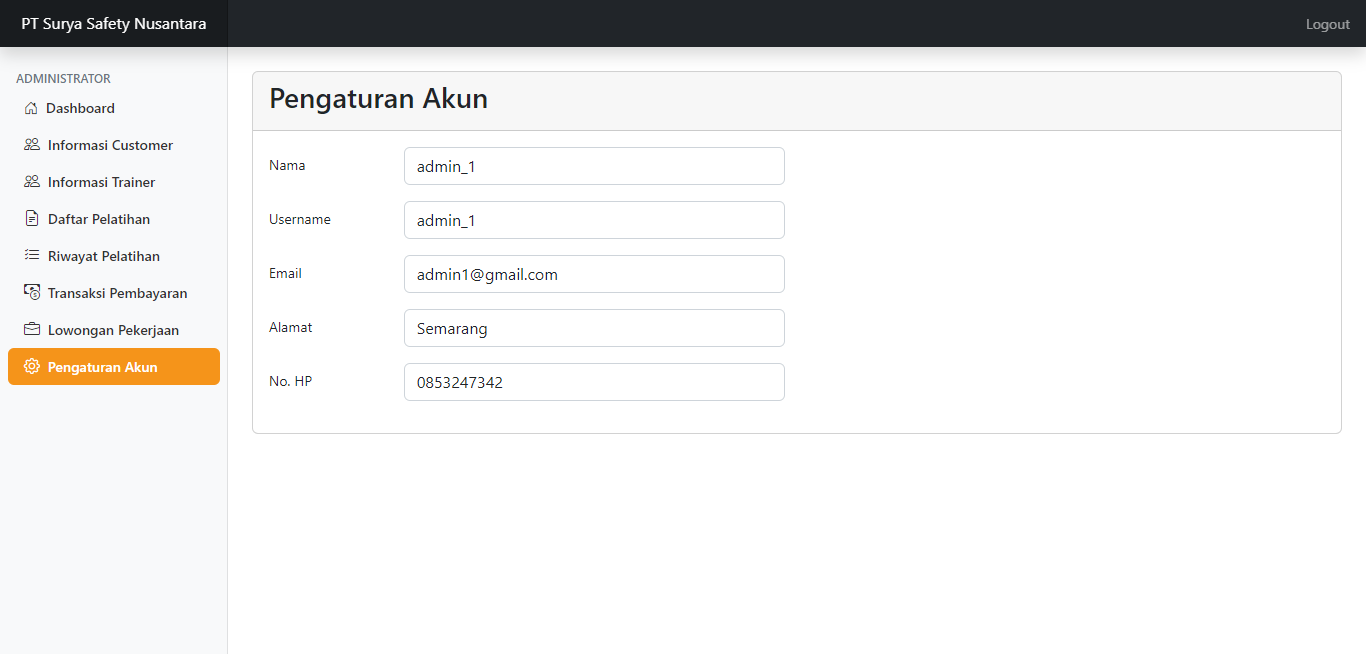 PT Surya Safety Nusantara
Logout
ADMINISTRATOR
Dashboard
Informasi Customer
Informasi Trainer
Daftar Pelatihan
Riwayat Pelatihan
Transaksi Pembayaran
Lowongan Pekerjaan
Pengaturan Akun
Pengaturan Akun
Nama admin_1
Username admin_1
Email admin1@gmail.com
Alamat Semarang
No. HP 0853247342